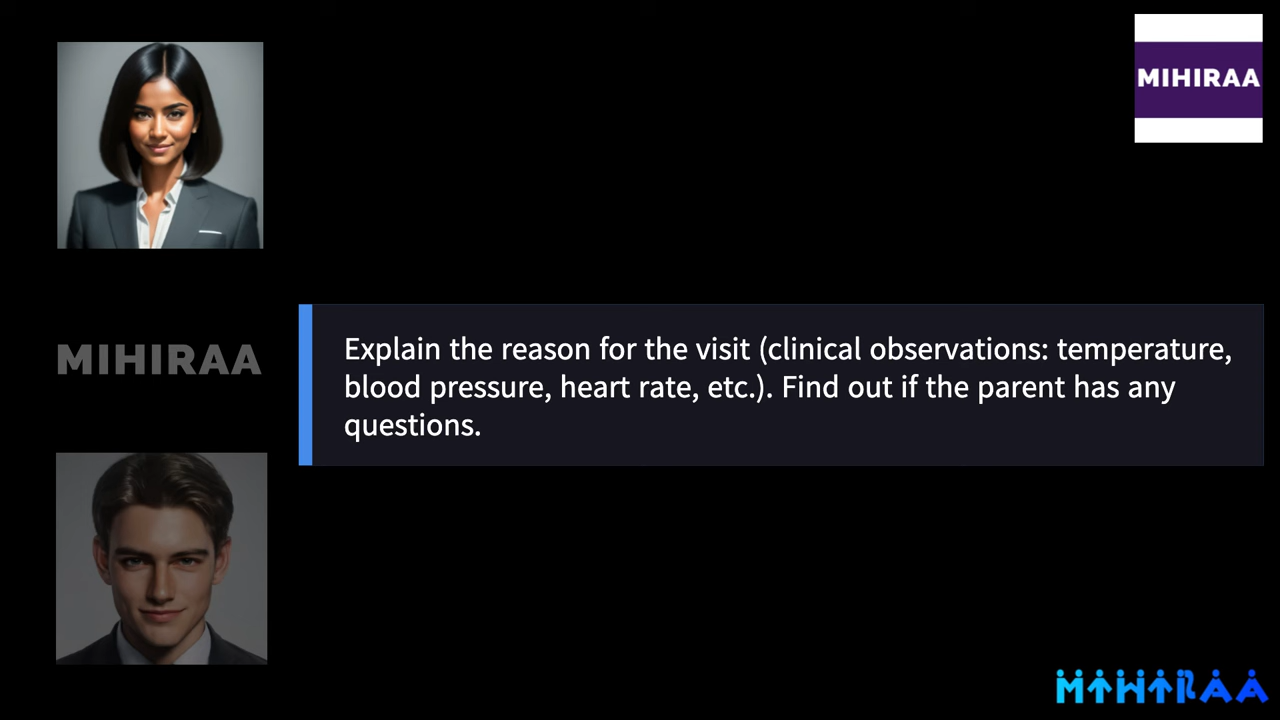 MIHIRAA
MIHIRAA
Explain the reason for the visit (clinical observations: temperature,
blood pressure, heart rate, etc.). Find out if the parent has any
questions.
MIHIRAA